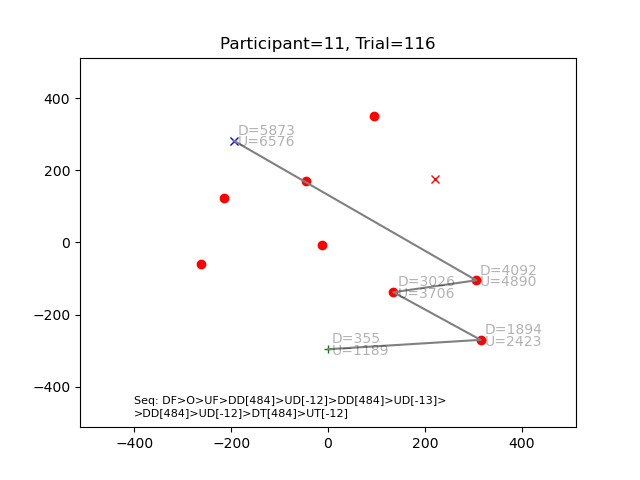 Participant=11, Trial=116
400
200
0
−200
−400
D=5873
U=6576
D=4092
U=4890
D=3026
U=3706
D=1894
U=2423
D=355
U=1189
Seq: DF>O>UF>DD[484]>UD[-12]>DD[484]>UD[-13]>
>DD[484]>UD[-12]>DT[484]>UT[-12]
−400 −200 0 200 400